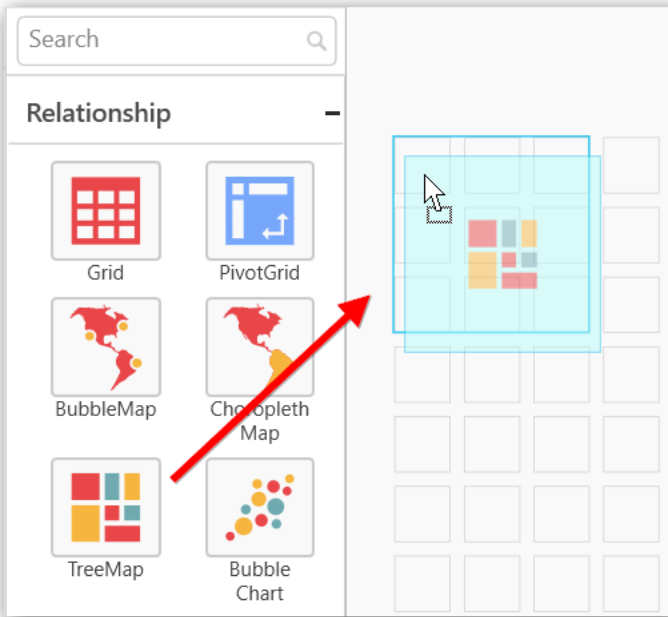 Search
Relationship
Grid
PivotGrid
BubbleMap
Choropleth
Map
TreeMap
Bubble
Chart